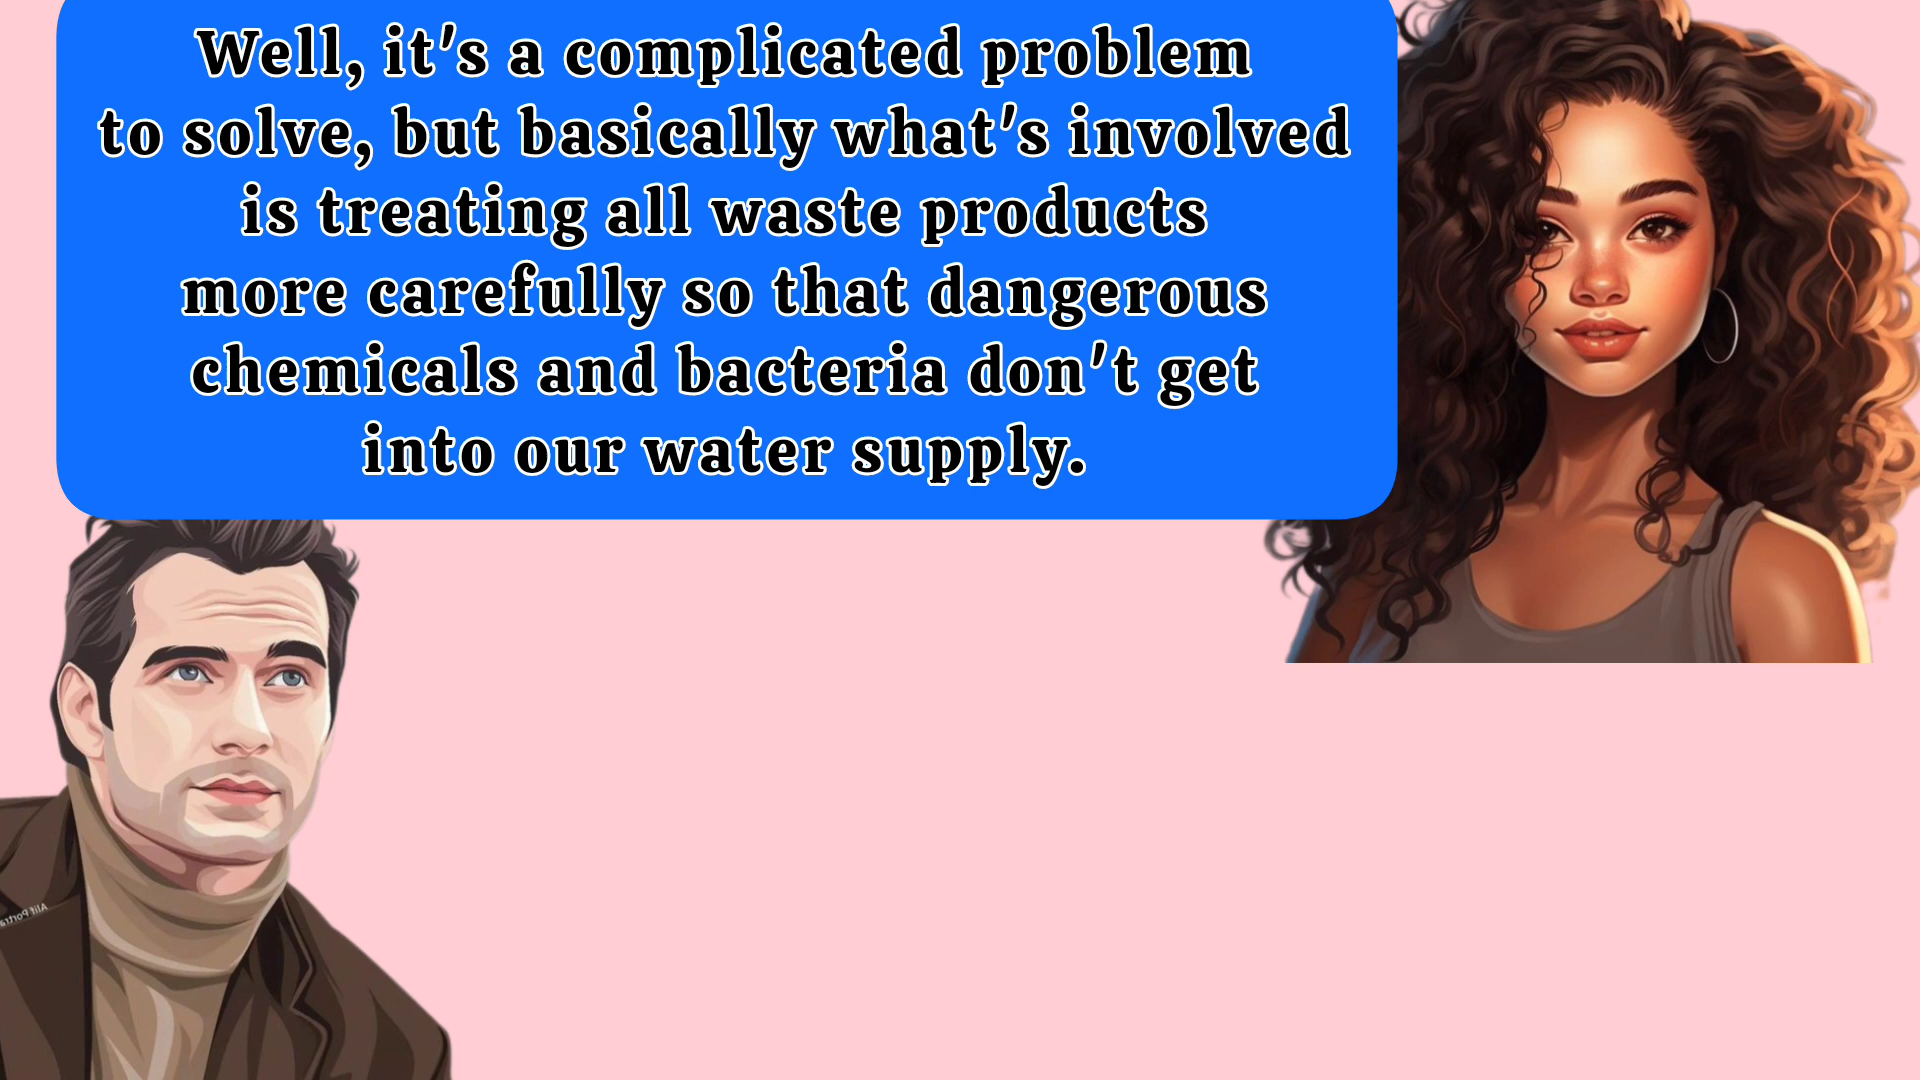 Well, it's a complicated problem
to solve, but basically what's involved
is treating all waste products
more carefully so that dangerous
chemicals and bacteria don't get
into our water supply.